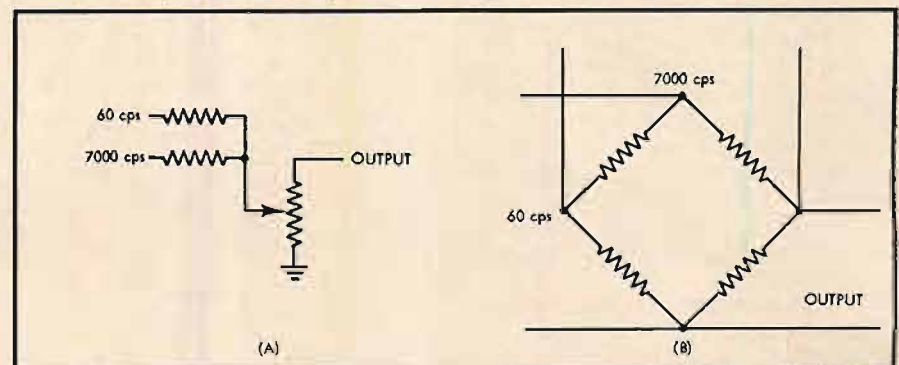 60 cps
7000 cps
OUTPUT
(A)
7000 cps
60 cps
OUTPUT
(B)